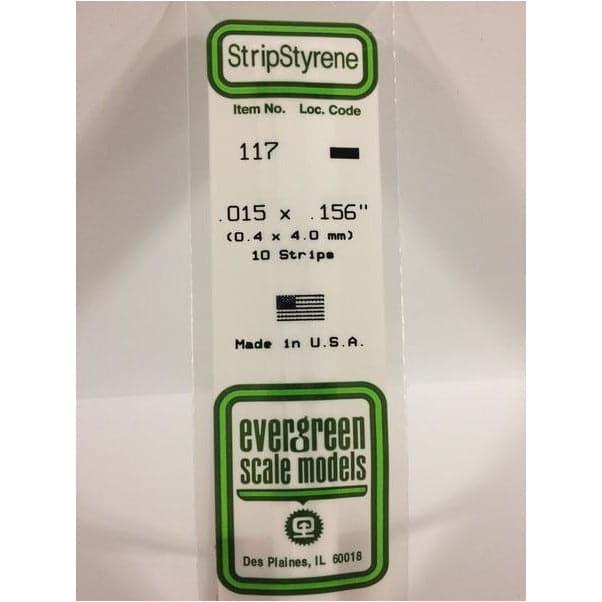 StripStyrene
Item No. Loc. Code
117
.015 x .156"
(0.4 x 4.0 mm)
10 Strips
Made in U.S.A.
evergreen
scale models
Des Plaines, IL 60018